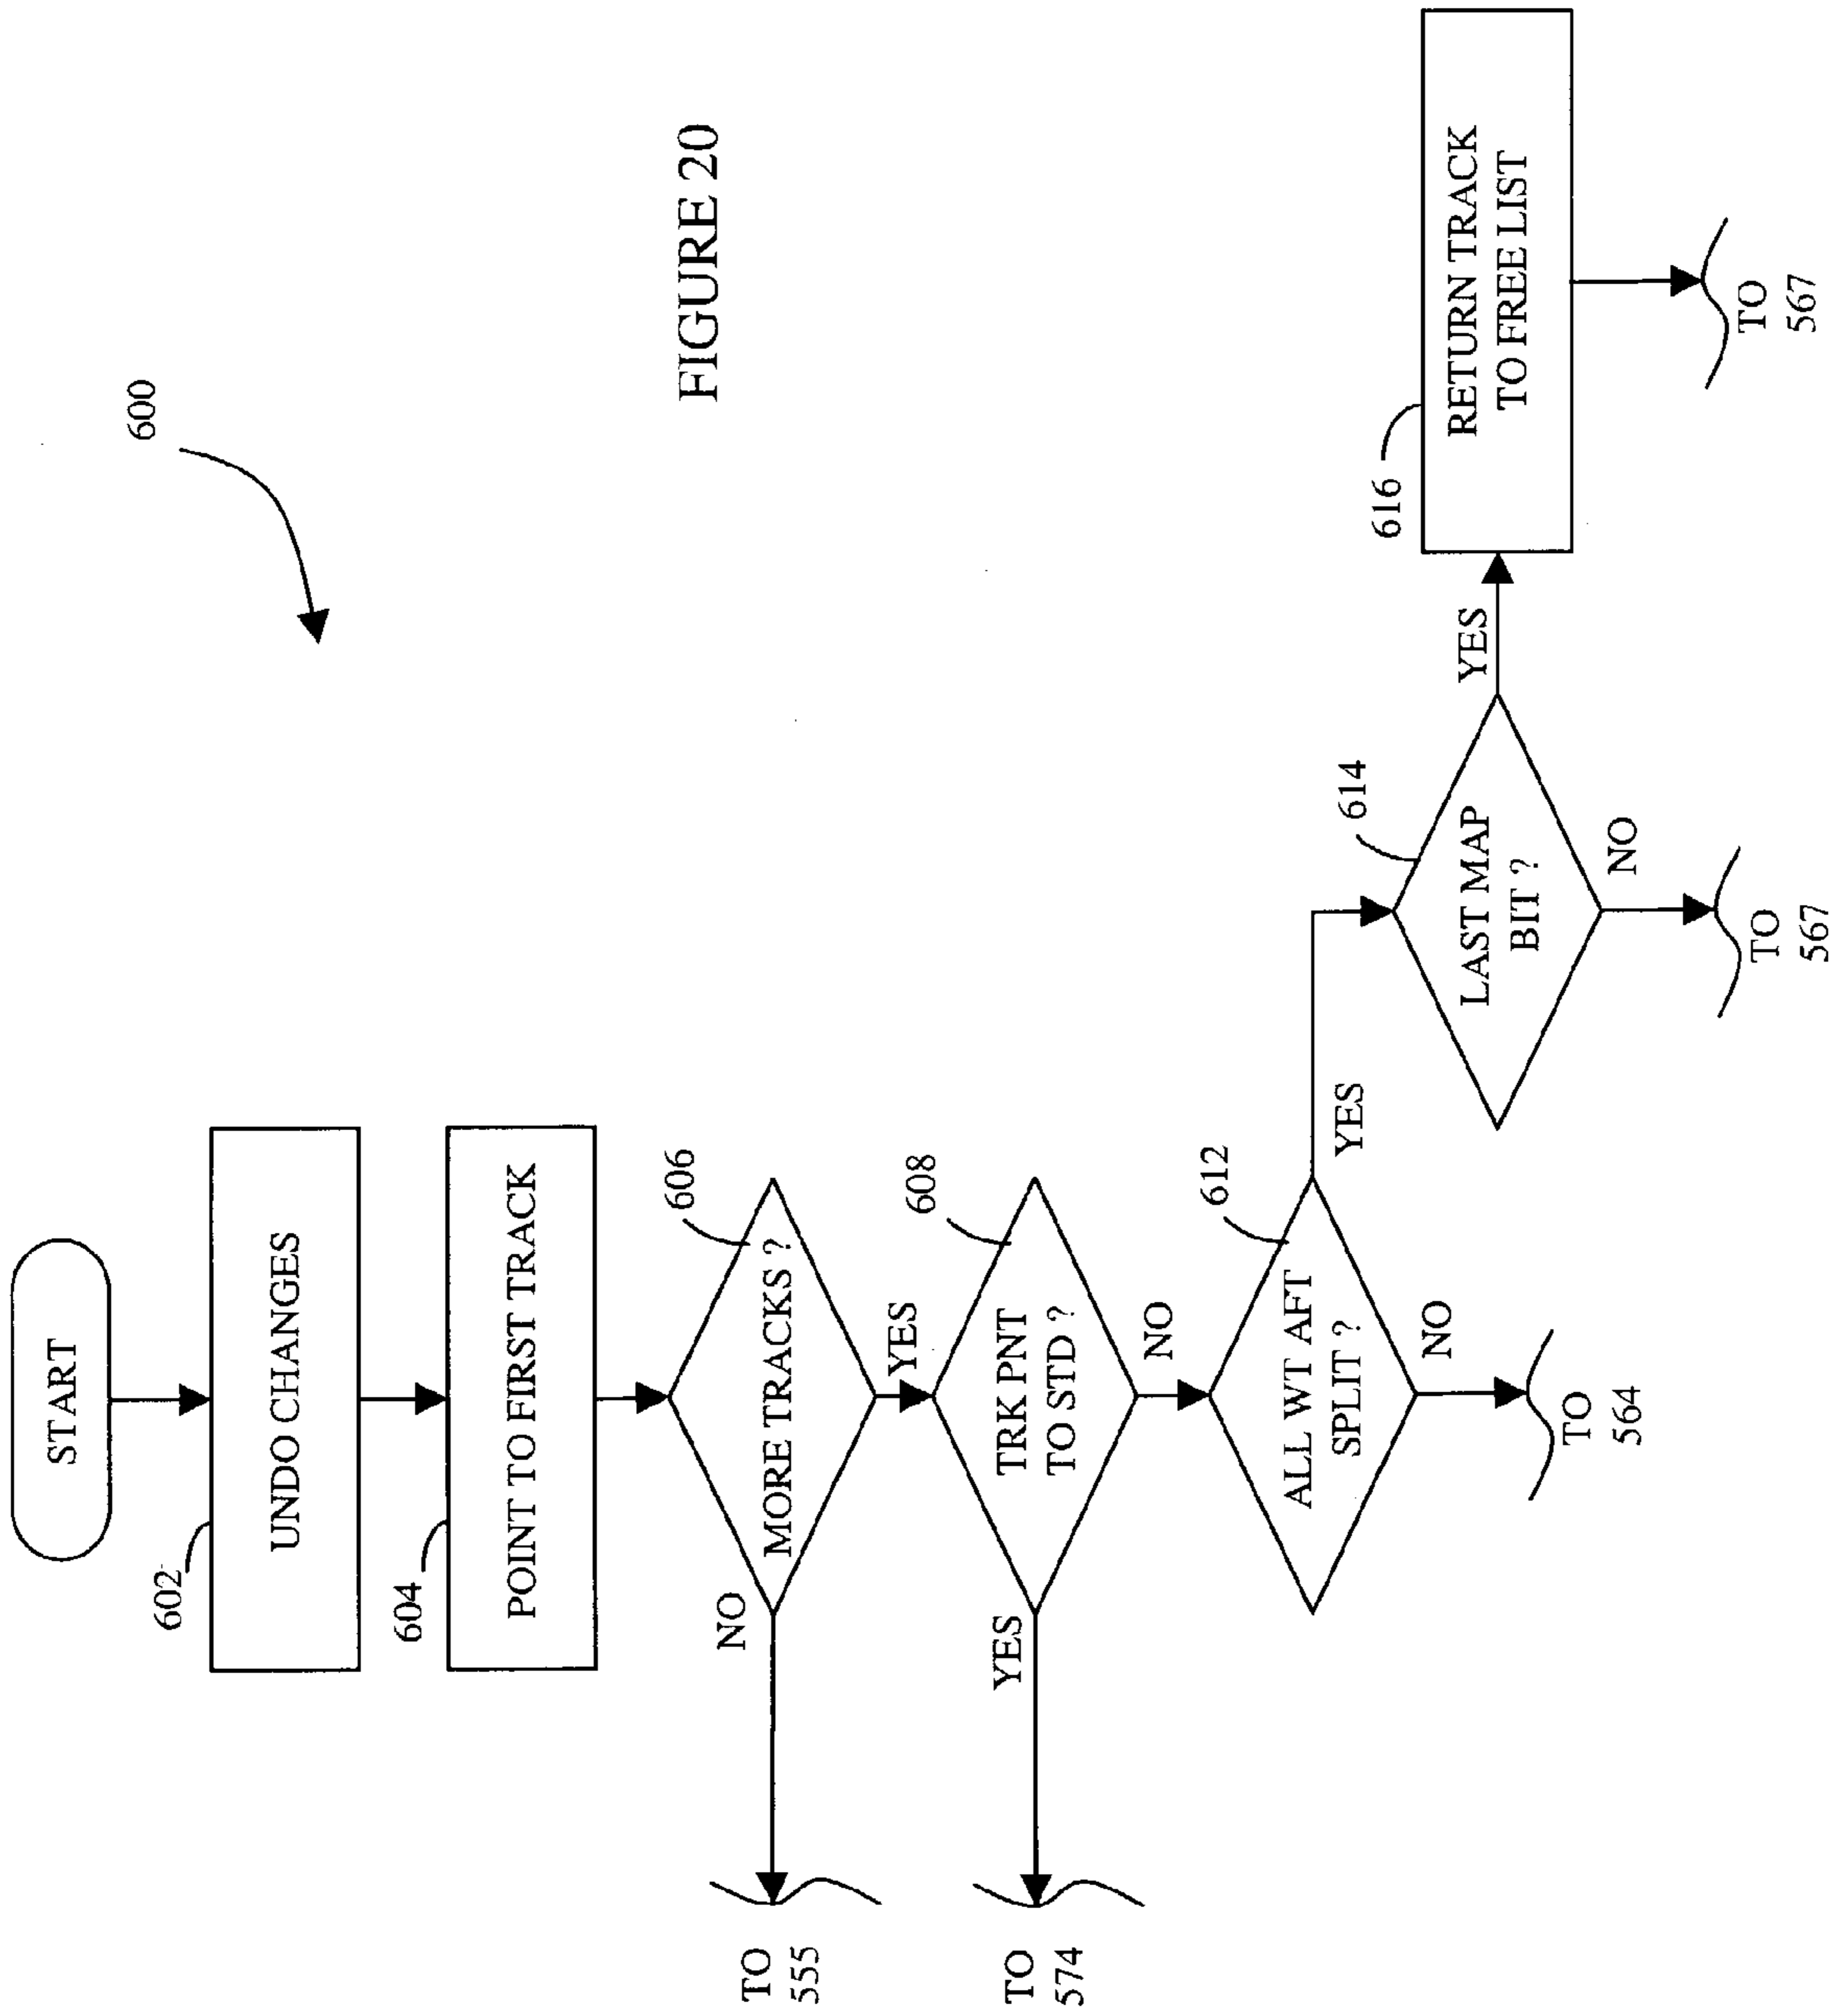 600
START
602
UNDO CHANGES
604
POINT TO FIRST TRACK
FIGURE 20
606
MORE TRACKS ?
NO
TO
555
YES
608
TRK PNT
TO STD ?
YES
TO
574
NO
612
ALL WT AFT
SPLIT ?
YES
NO
TO
564
614
LAST MAP
BIT ?
YES
NO
TO
567
616
RETURN TRACK
TO FREE LIST
TO
567